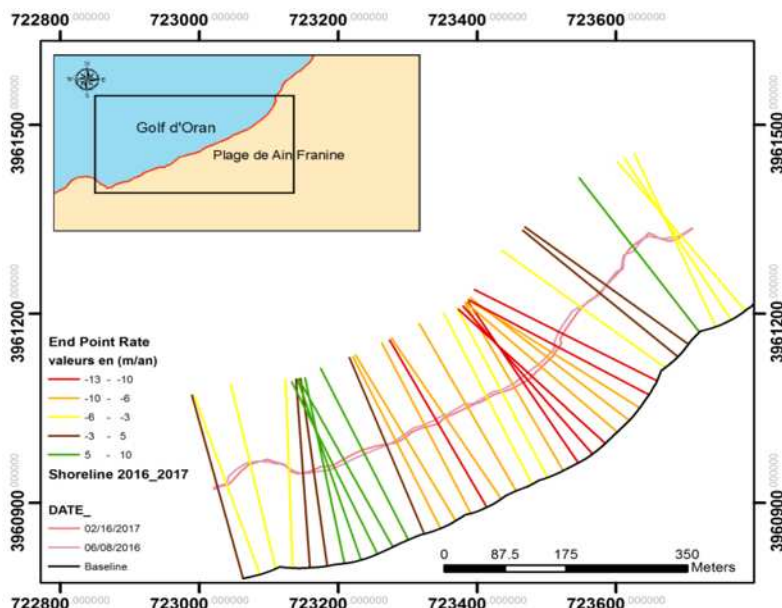 722800.000000 723000.000000 723200.000000 723400.000000 723600.000000
3961500.000000
3961200.000000
3960900.000000
N
W E
S
Golf d'Oran
Plage de Ain Franine
End Point Rate
valeurs en (m/an)
-13 - -10
-10 - -6
-6 - -3
-3 - 5
5 - 10
Shoreline 2016_2017
DATE_
02/16/2017
06/08/2016
Baseline
0 87.5 175 350
Meters
722800.000000 723000.000000 723200.000000 723400.000000 723600.000000